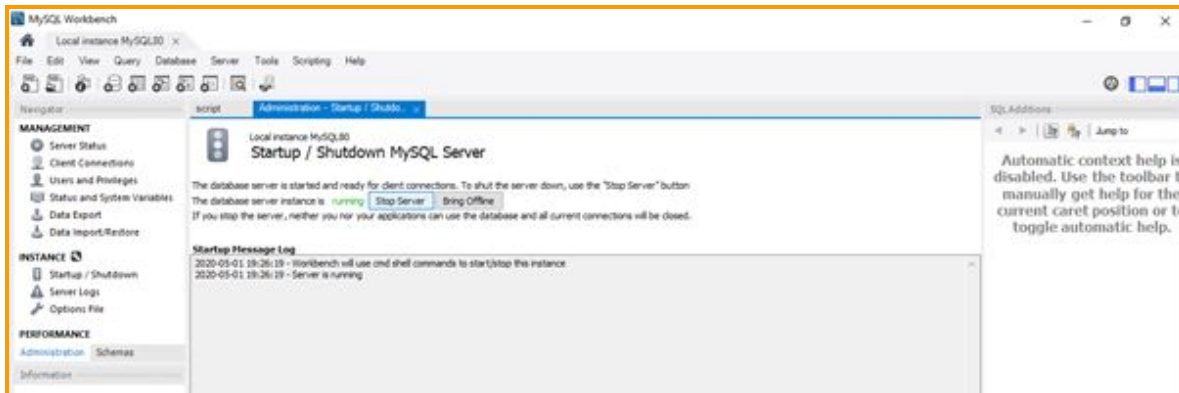 MySQL Workbench
Local instance MySQL80 ×
File Edit View Query Database Server Tools Scripting Help
Navigator
MANAGEMENT
Server Status
Client Connections
Users and Privileges
Status and System Variables
Data Export
Data Import/Restore
INSTANCE
Startup / Shutdown
Server Logs
Options File
PERFORMANCE
Administration Schemas
Information
script Administration - Startup / Shutdo... ×
Local instance MySQL80
Startup / Shutdown MySQL Server
The database server is started and ready for client connections. To shut the server down, use the "Stop Server" button
The database server instance is running Stop Server Bring Offline
If you stop the server, neither you nor your applications can use the database and all current connections will be closed.
Startup Message Log
2020-05-01 19:26:19 - Workbench will use cmd shell commands to start/stop this instance
2020-05-01 19:26:19 - Server is running
SQL Additions
Jump to
Automatic context help is
disabled. Use the toolbar t
manually get help for the
current caret position or t
toggle automatic help.